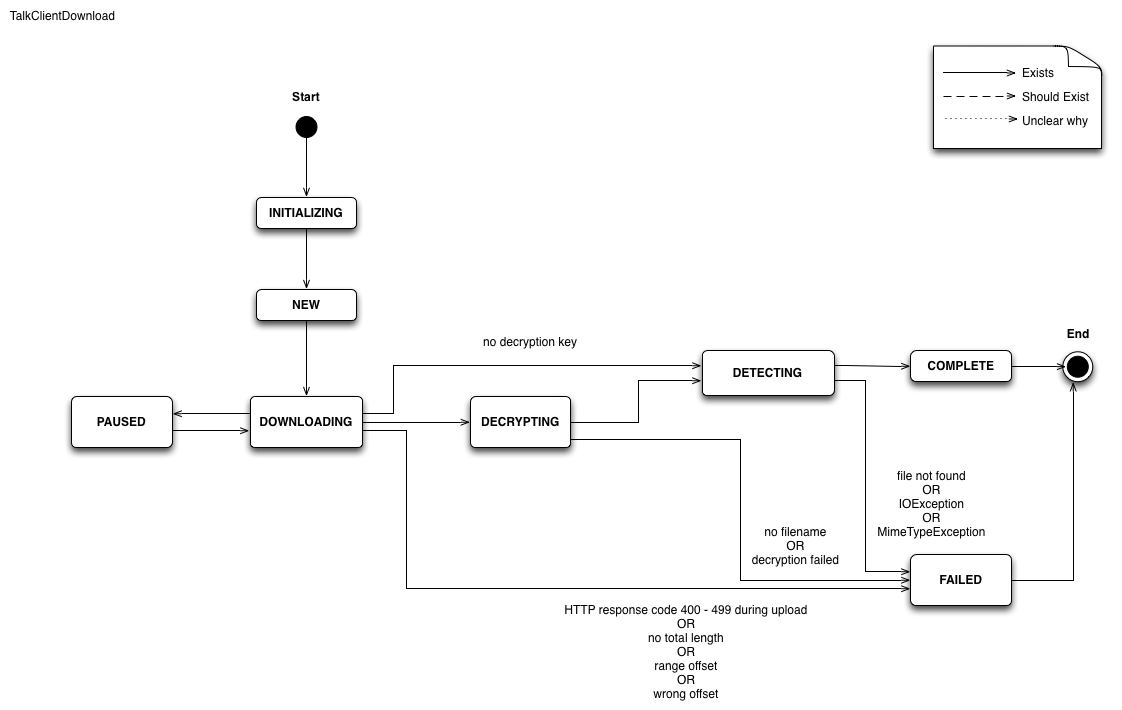 TalkClientDownload
Exists
Should Exist
Unclear why
Start
INITIALIZING
NEW
End
no decryption key
DETECTING
COMPLETE
PAUSED
DOWNLOADING
DECRYPTING
file not found
OR
IOException
OR
MimeTypeException
no filename
OR
decryption failed
FAILED
HTTP response code 400 - 499 during upload
OR
no total length
OR
range offset
OR
wrong offset